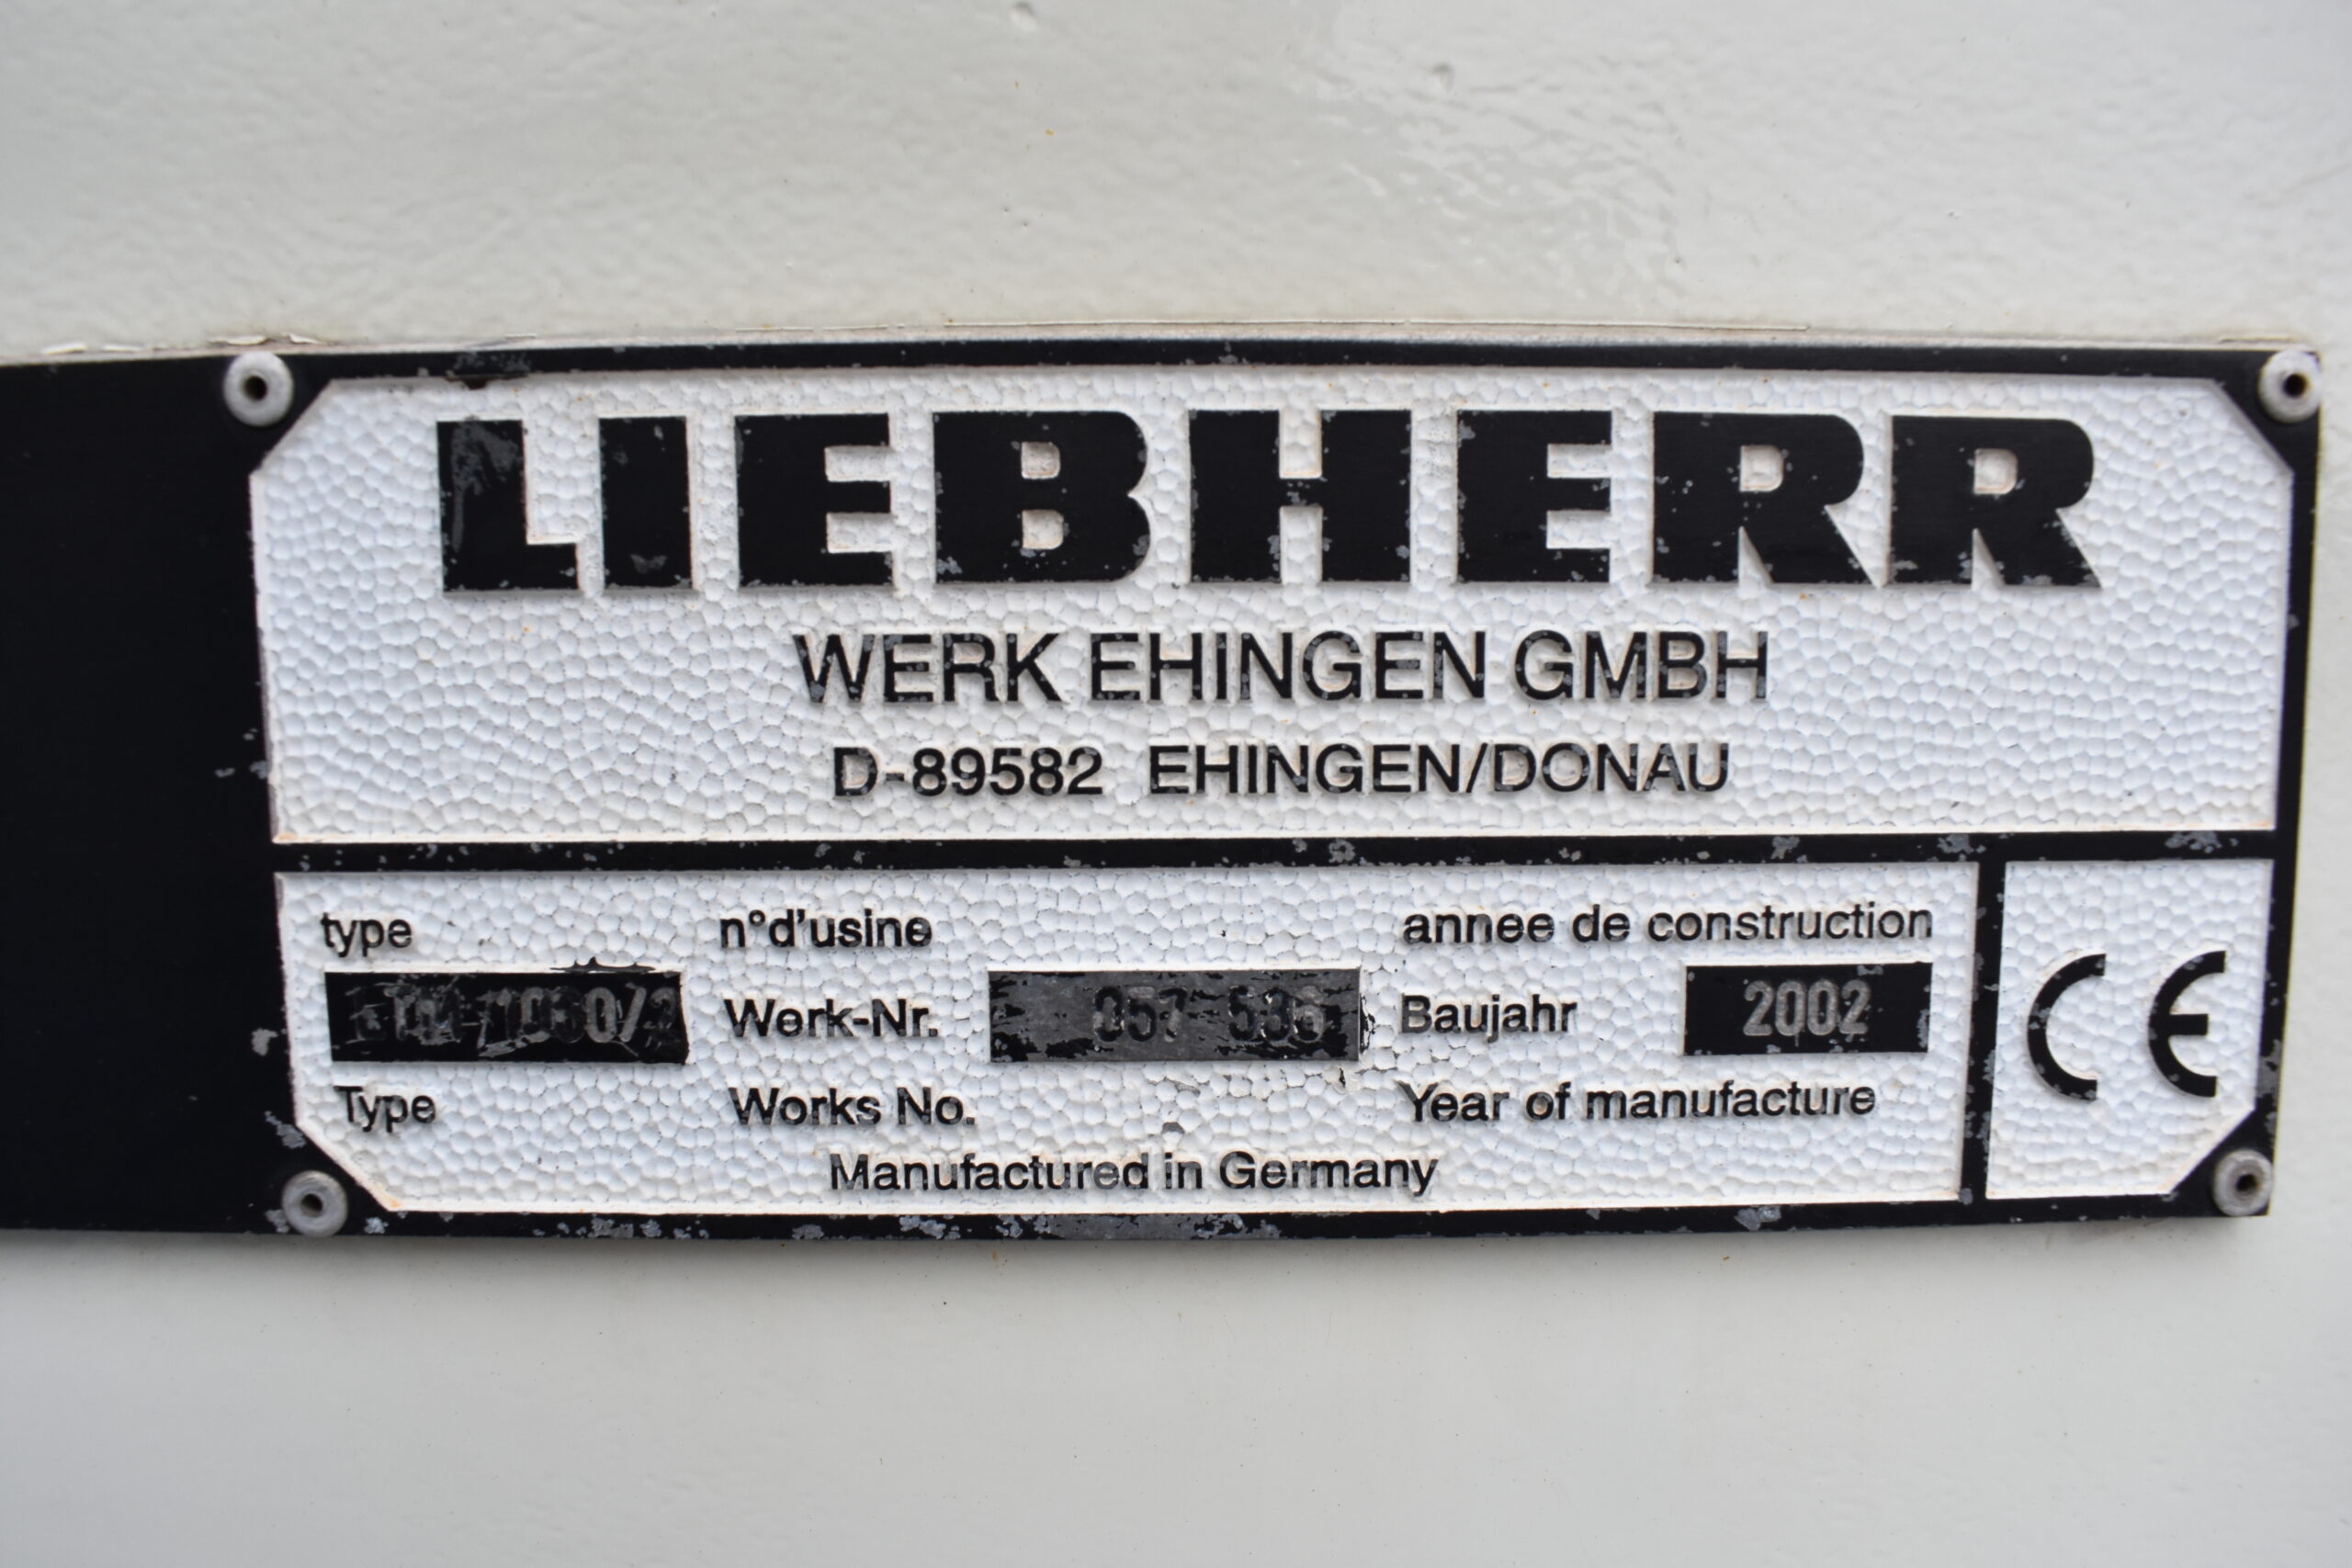 LIEBHERR
WERK EHINGEN GMBH
D-89582 EHINGEN/DONAU
type n°d'usine annee de construction
Werk-Nr. 057 Baujahr 2002
Type Works No. Year of manufacture
Manufactured in Germany
CE